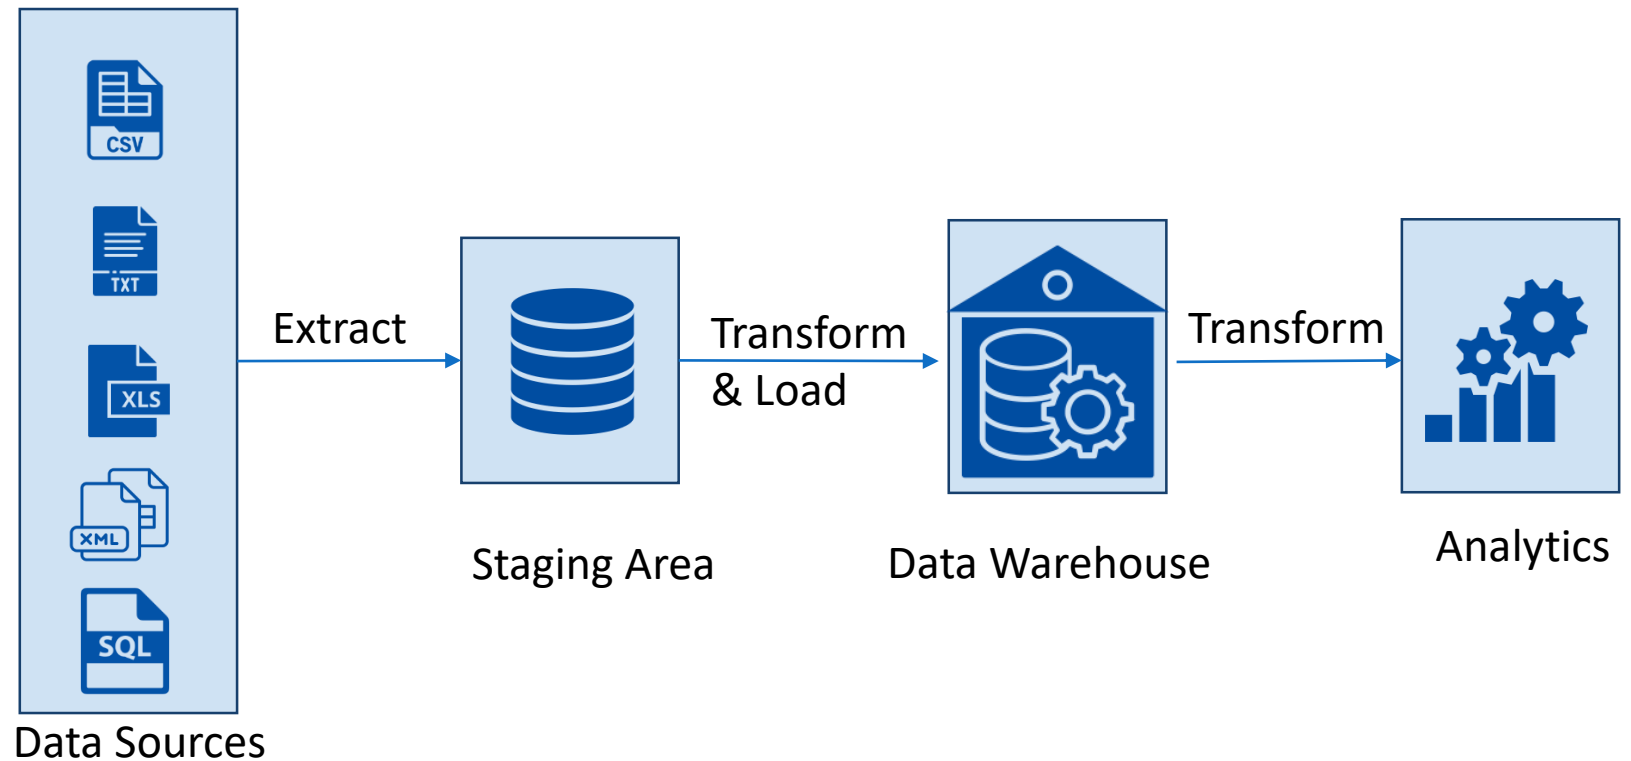 CSV
TXT
XLS
XML
SQL
Data Sources
Extract
Staging Area
Transform
& Load
Data Warehouse
Transform
Analytics